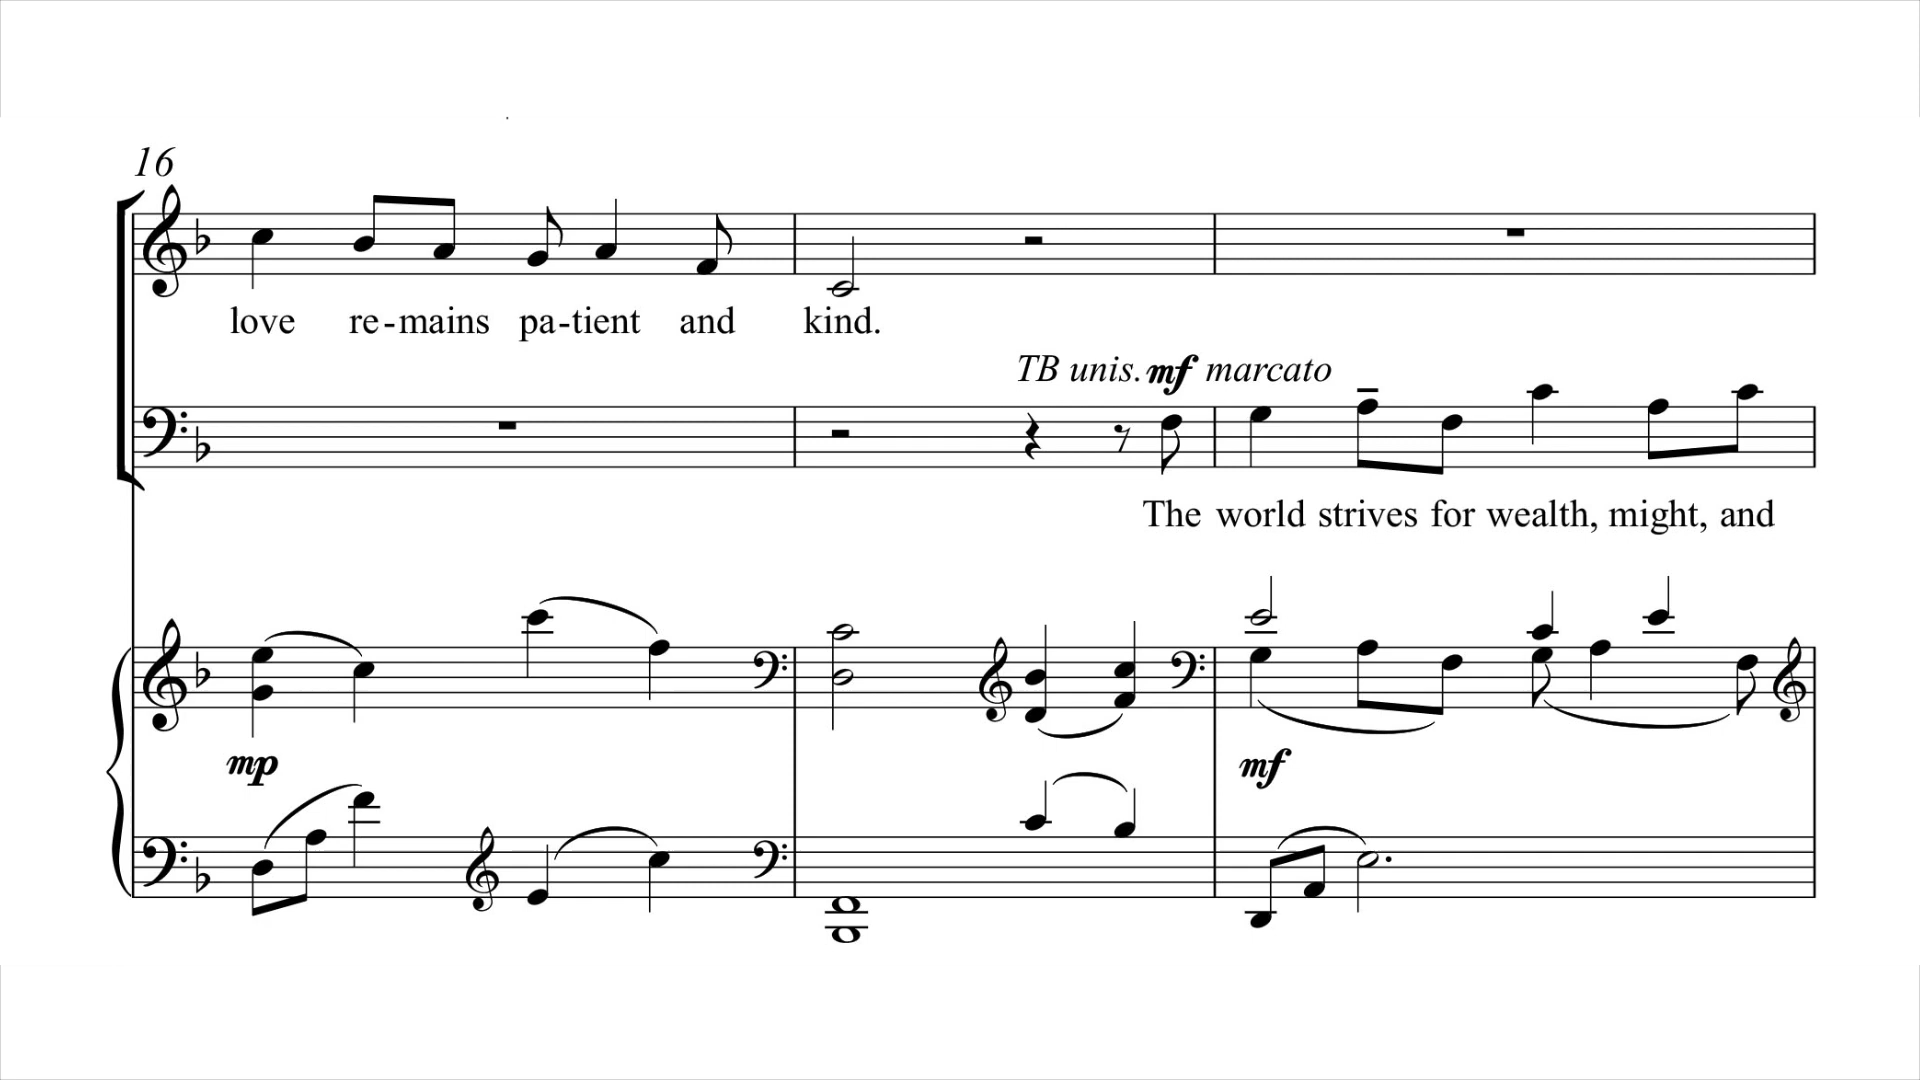 16
love re-mains pa-tient and kind.
TB unis. mf marcato
The world strives for wealth, might, and
mp mf